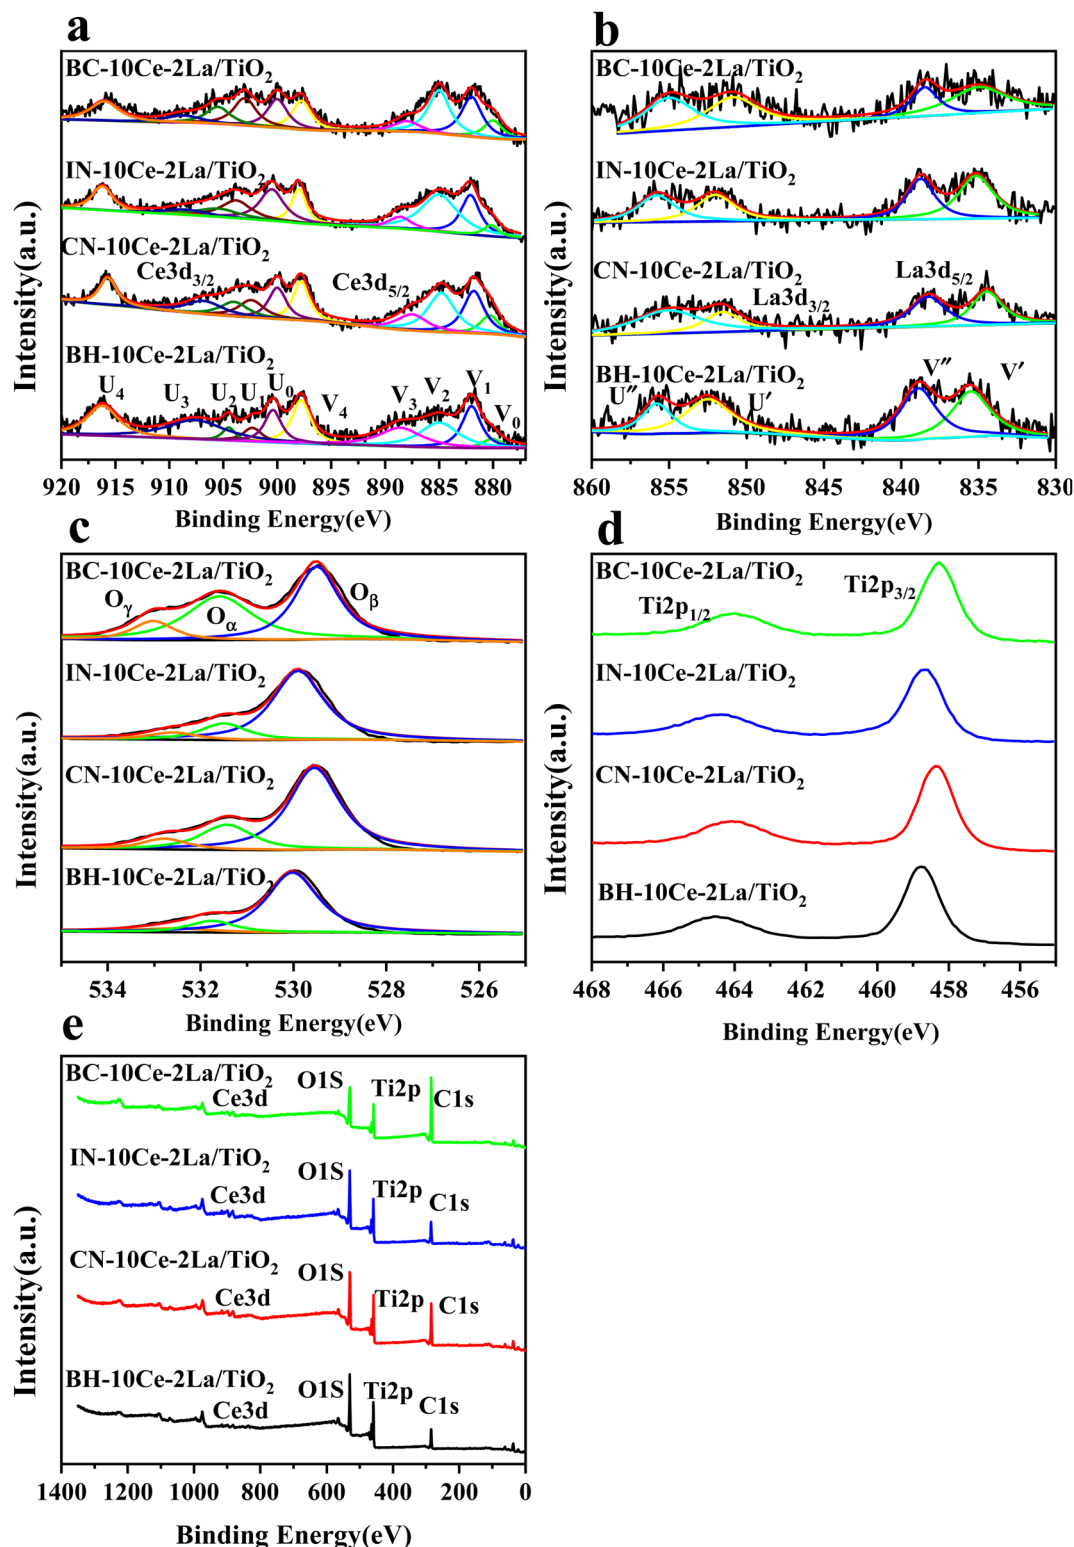 a
BC-10Ce-2La/TiO₂
IN-10Ce-2La/TiO₂
CN-10Ce-2La/TiO₂
Ce3d₃/₂
Ce3d₅/₂
BH-10Ce-2La/TiO₂
U₄ U₃ U₂ U₁ U₀ V₄ V₃ V₂ V₁ V₀
920 915 910 905 900 895 890 885 880
Binding Energy(eV)
Intensity(a.u.)
b
BC-10Ce-2La/TiO₂
IN-10Ce-2La/TiO₂
CN-10Ce-2La/TiO₂
La3d₃/₂
La3d₅/₂
BH-10Ce-2La/TiO₂
U″ U′ V″ V′
860 855 850 845 840 835 830
Binding Energy(eV)
Intensity(a.u.)
c
BC-10Ce-2La/TiO₂
Oᵧ Oα Oᵦ
IN-10Ce-2La/TiO₂
CN-10Ce-2La/TiO₂
BH-10Ce-2La/TiO₂
534 532 530 528 526
Binding Energy(eV)
Intensity(a.u.)
d
BC-10Ce-2La/TiO₂
Ti2p₁/₂
Ti2p₃/₂
IN-10Ce-2La/TiO₂
CN-10Ce-2La/TiO₂
BH-10Ce-2La/TiO₂
468 466 464 462 460 458 456
Binding Energy(eV)
Intensity(a.u.)
e
BC-10Ce-2La/TiO₂
Ce3d O1S Ti2p C1s
IN-10Ce-2La/TiO₂
Ce3d O1S Ti2p C1s
CN-10Ce-2La/TiO₂
Ce3d O1S Ti2p C1s
BH-10Ce-2La/TiO₂
Ce3d O1S Ti2p C1s
1400 1200 1000 800 600 400 200 0
Binding Energy(eV)
Intensity(a.u.)